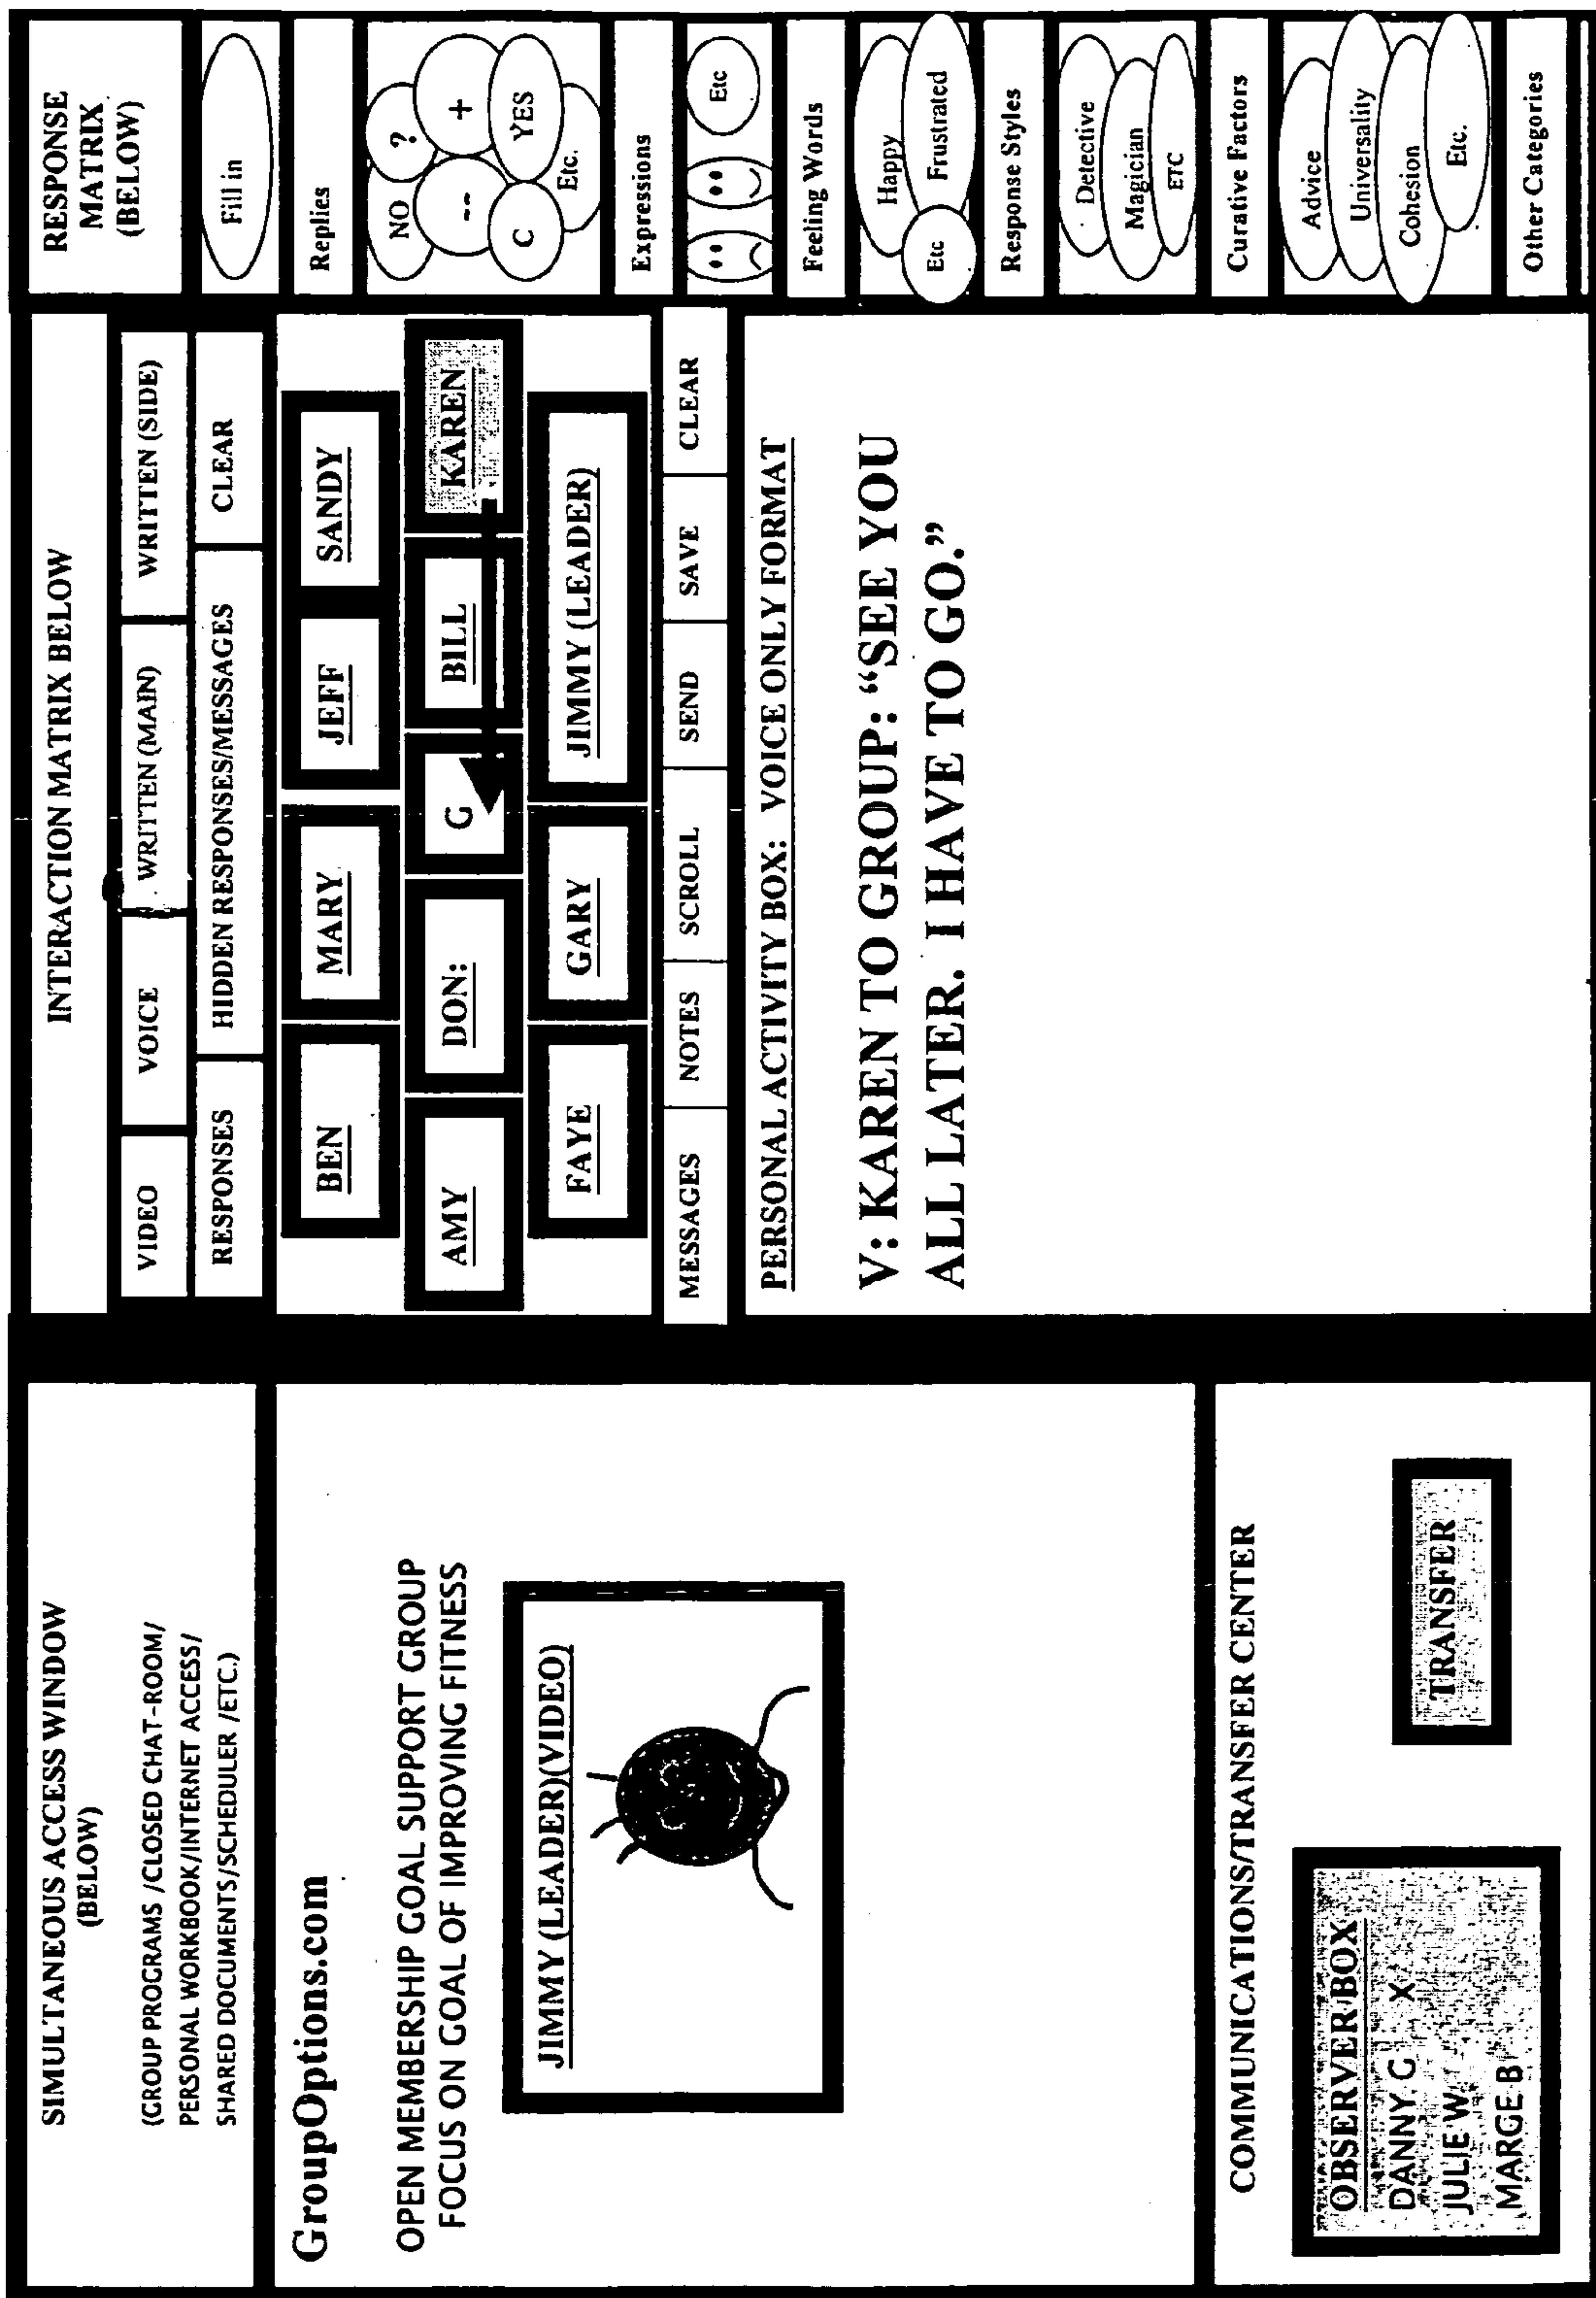 SIMULTANEOUS ACCESS WINDOW
(BELOW)
(GROUP PROGRAMS /CLOSED CHAT-ROOM/
PERSONAL WORKBOOK/INTERNET ACCESS/
SHARED DOCUMENTS/SCHEDULER /ETC.)
GroupOptions.com
OPEN MEMBERSHIP GOAL SUPPORT GROUP
FOCUS ON GOAL OF IMPROVING FITNESS
JIMMY (LEADER)(VIDEO)
COMMUNICATIONS/TRANSFER CENTER
OBSERVER BOX
DANNY G X
JULIE W
MARGE B
TRANSFER
INTERACTION MATRIX BELOW
VIDEO
VOICE
WRITTEN (MAIN)
WRITTEN (SIDE)
RESPONSES
HIDDEN RESPONSES/MESSAGES
CLEAR
BEN
MARY
JEFF
SANDY
AMY
DON:
G
BILL
KAREN
FAYE
GARY
JIMMY (LEADER)
MESSAGES
NOTES
SCROLL
SEND
SAVE
CLEAR
PERSONAL ACTIVITY BOX: VOICE ONLY FORMAT
V: KAREN TO GROUP: “SEE YOU
ALL LATER. I HAVE TO GO.”
RESPONSE
MATRIX
(BELOW)
Fill in
Replies
NO
?
--
+
C
YES
Etc.
Expressions
Etc
Feeling Words
Happy
Etc
Frustrated
Response Styles
Detective
Magician
ETC
Curative Factors
Advice
Universality
Cohesion
Etc.
Other Categories